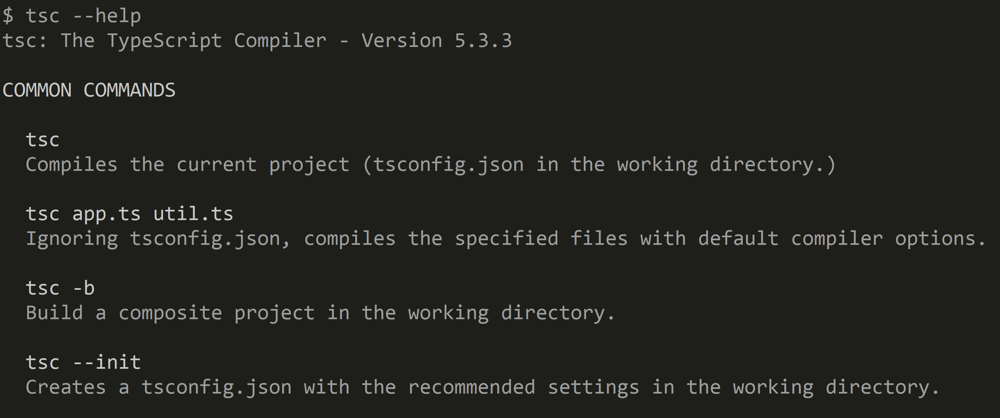 $ tsc --help
tsc: The TypeScript Compiler - Version 5.3.3
COMMON COMMANDS
tsc
Compiles the current project (tsconfig.json in the working directory.)
tsc app.ts util.ts
Ignoring tsconfig.json, compiles the specified files with default compiler options.
tsc -b
Build a composite project in the working directory.
tsc --init
Creates a tsconfig.json with the recommended settings in the working directory.